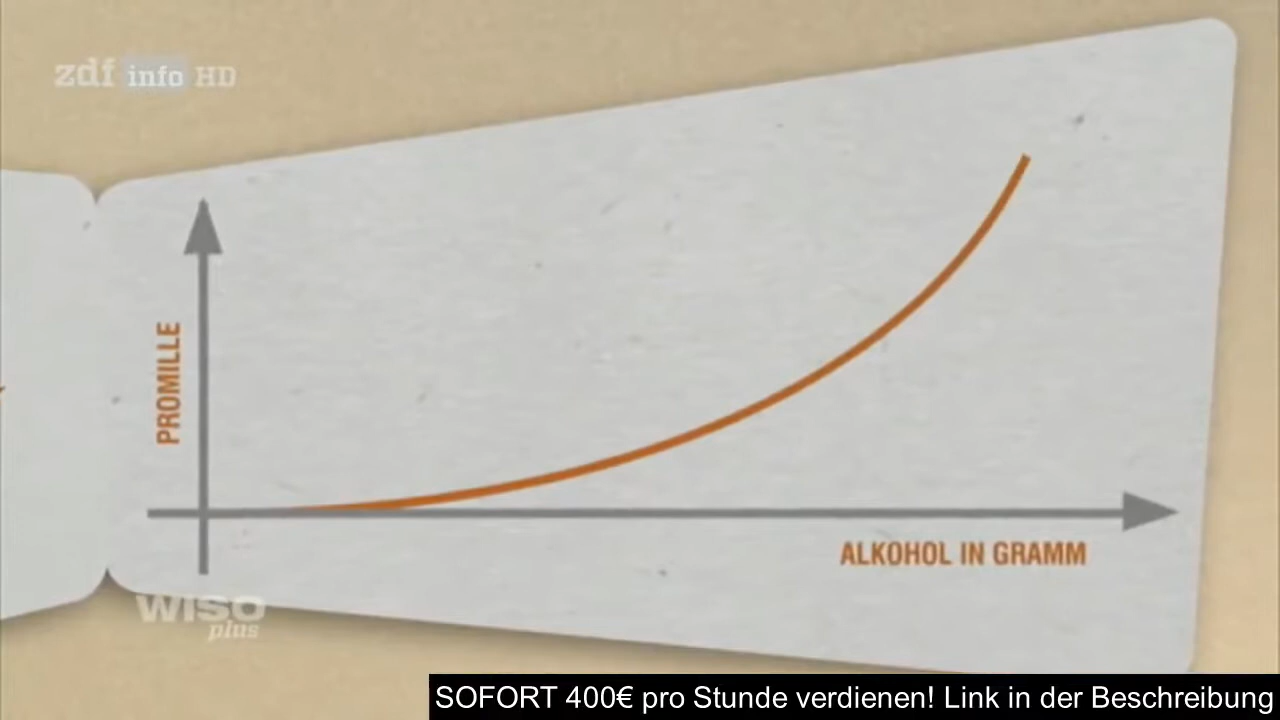 zdf info HD
PROMILLE
ALKOHOL IN GRAMM
WISO
plus
SOFORT 400€ pro Stunde verdienen! Link in der Beschreibung